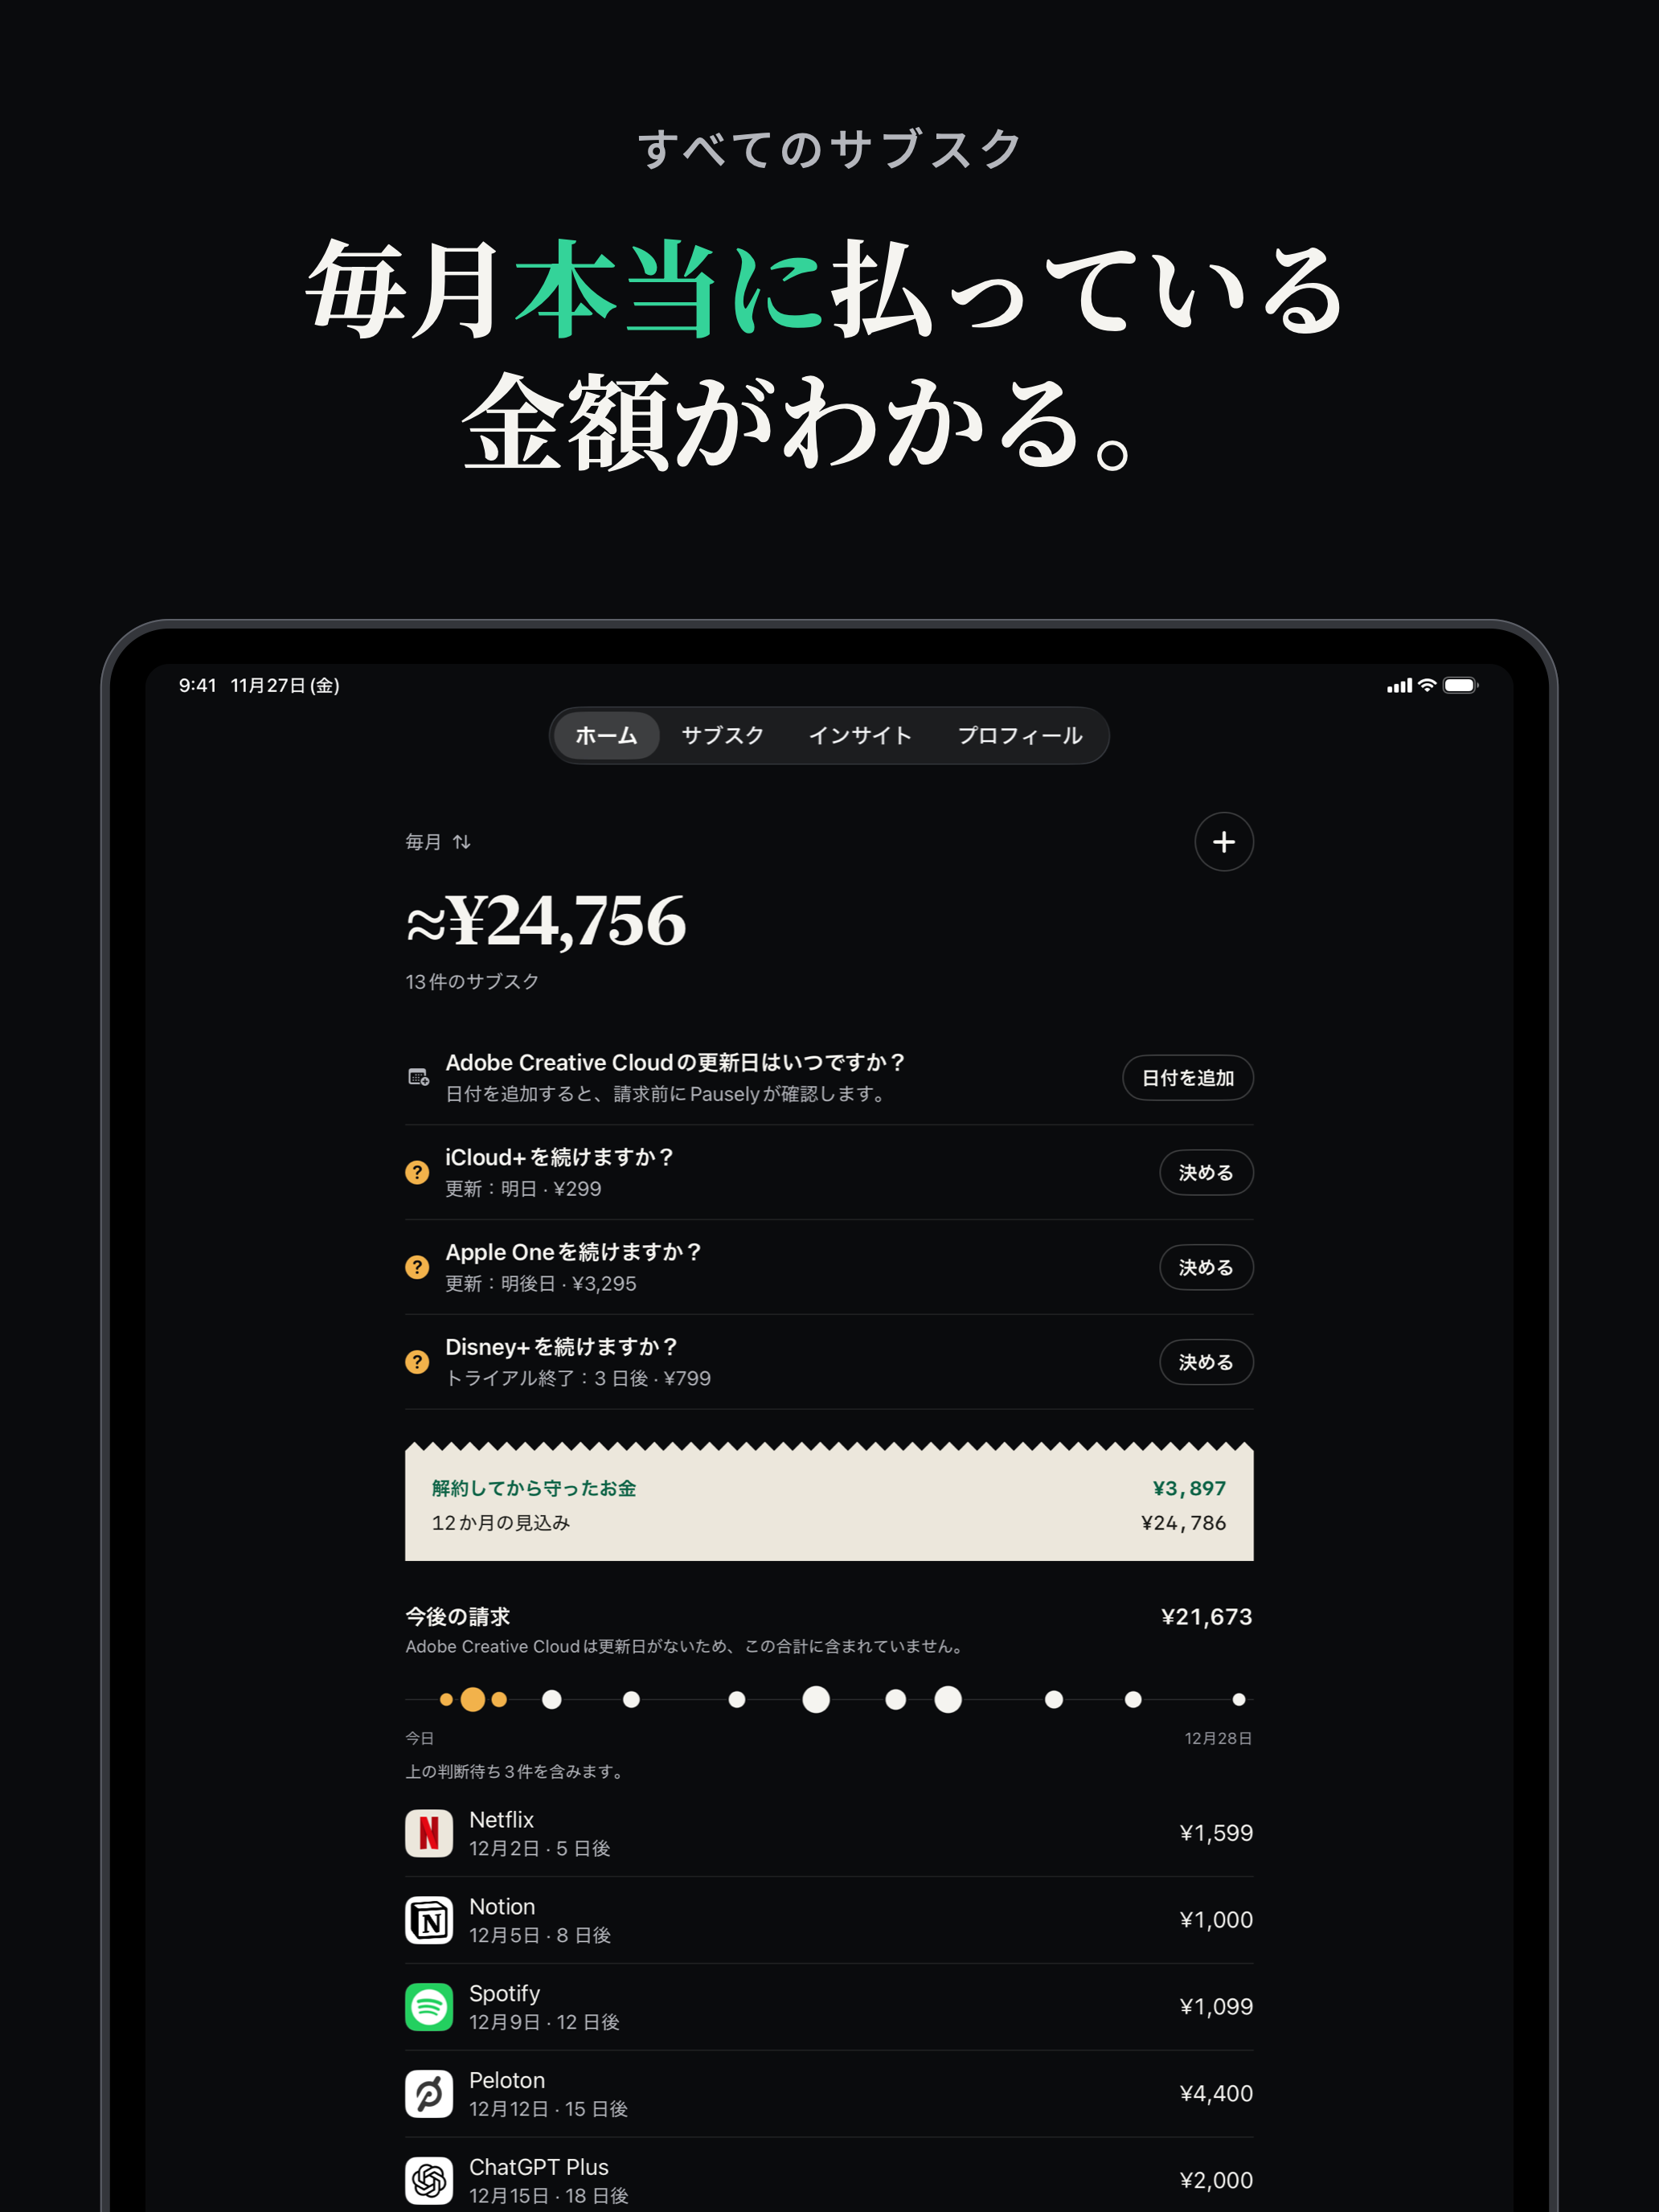 すべてのサブスク
毎月本当に払っている
金額がわかる。
9:41 11月27日(金)
ホーム サブスク インサイト プロフィール
毎月
≈¥24,756
13件のサブスク
Adobe Creative Cloudの更新日はいつですか？
日付を追加すると、請求前にPauselyが確認します。
日付を追加
iCloud+を続けますか？
更新：明日 · ¥299
決める
Apple Oneを続けますか？
更新：明後日 · ¥3,295
決める
Disney+を続けますか？
トライアル終了：3 日後 · ¥799
決める
解約してから守ったお金 ¥3,897
12か月の見込み ¥24,786
今後の請求 ¥21,673
Adobe Creative Cloudは更新日がないため、この合計に含まれていません。
今日 12月28日
上の判断待ち3件を含みます。
Netflix
12月2日 · 5 日後
¥1,599
Notion
12月5日 · 8 日後
¥1,000
Spotify
12月9日 · 12 日後
¥1,099
Peloton
12月12日 · 15 日後
¥4,400
ChatGPT Plus
12月15日 · 18 日後
¥2,000